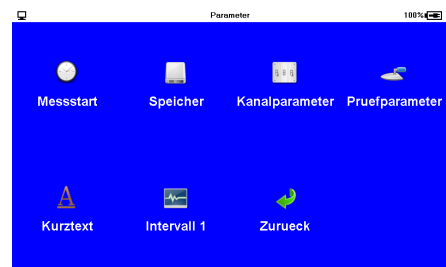 Parameter 100%
Messstart Speicher Kanalparameter Pruefparameter
Kurztext Intervall 1 Zurueck